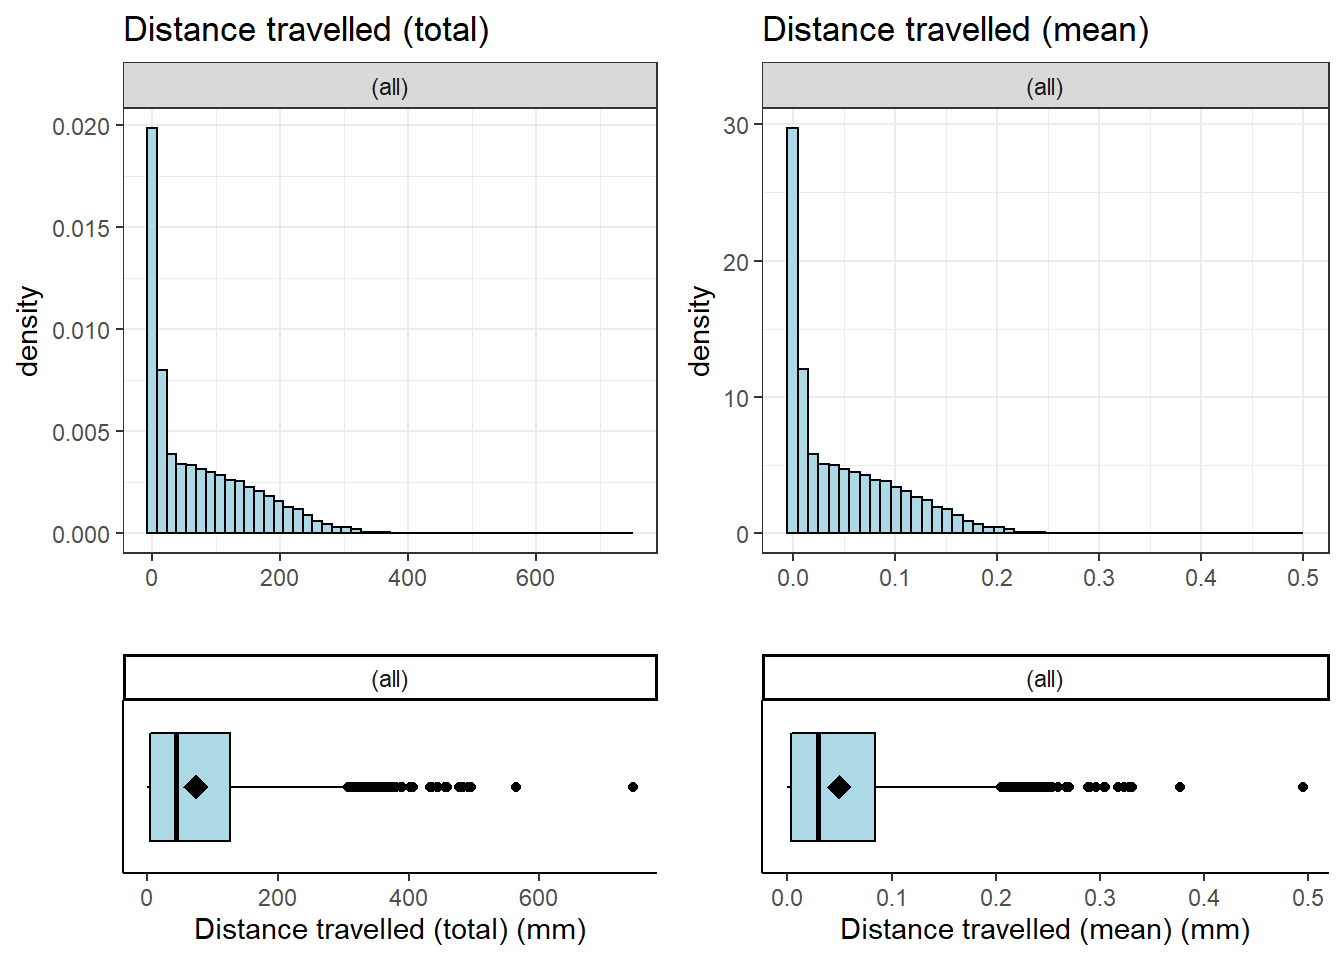 Distance travelled (total)
(all)
0.020
0.015
0.010
0.005
0.000
density
0 200 400 600
Distance travelled (mean)
(all)
30
20
10
0
density
0.0 0.1 0.2 0.3 0.4 0.5
(all)
0 200 400 600
Distance travelled (total) (mm)
(all)
0.0 0.1 0.2 0.3 0.4 0.5
Distance travelled (mean) (mm)